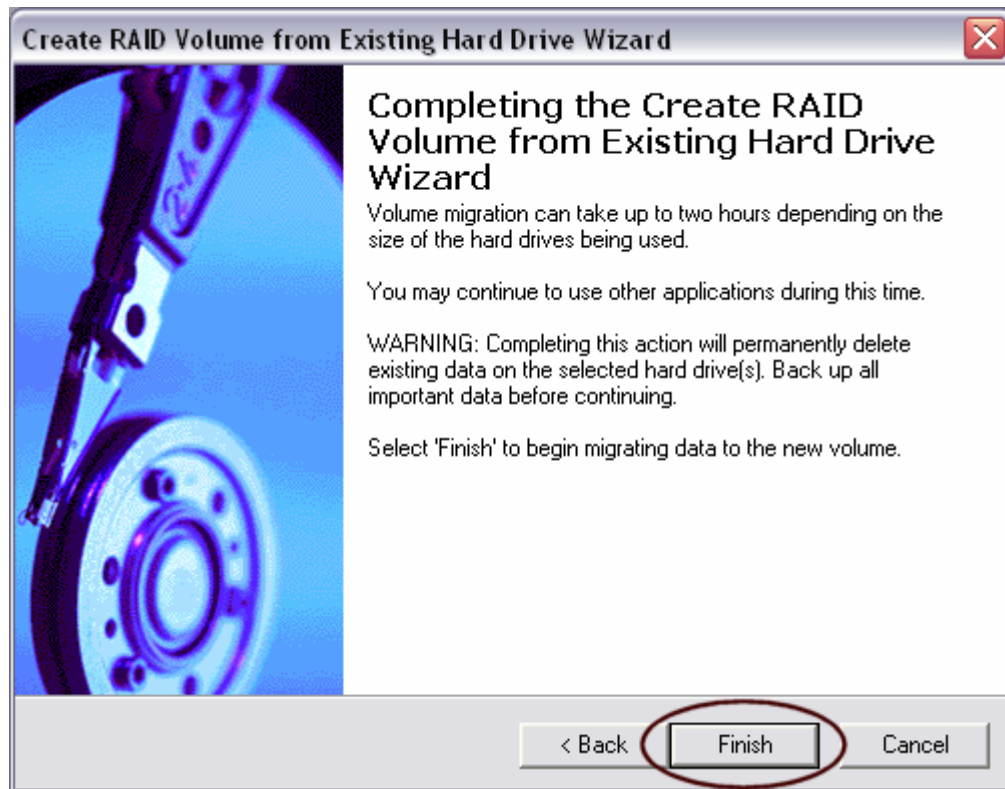 Create RAID Volume from Existing Hard Drive Wizard
Completing the Create RAID
Volume from Existing Hard Drive
Wizard
Volume migration can take up to two hours depending on the
size of the hard drives being used.
You may continue to use other applications during this time.
WARNING: Completing this action will permanently delete
existing data on the selected hard drive(s). Back up all
important data before continuing.
Select 'Finish' to begin migrating data to the new volume.
< Back Finish Cancel